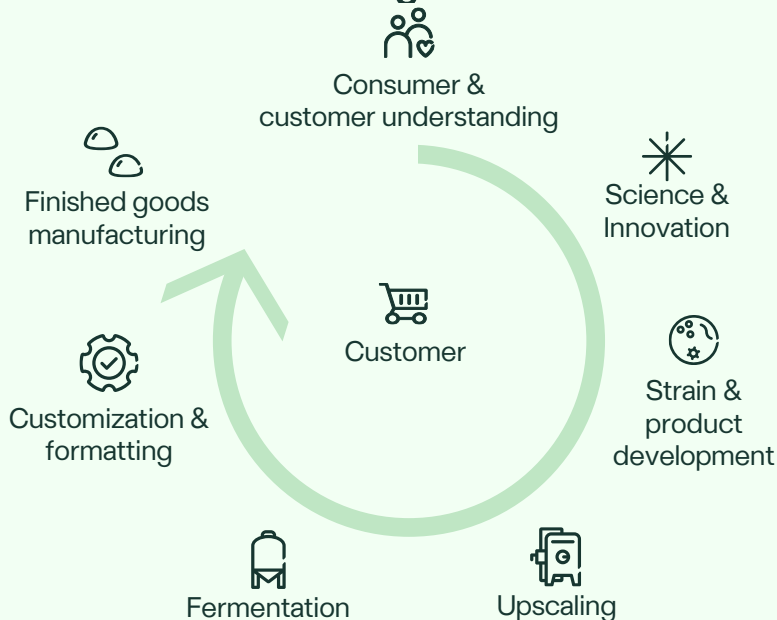 Consumer &
customer understanding
Science &
Innovation
Strain &
product
development
Upscaling
Fermentation
Customization &
formatting
Finished goods
manufacturing
Customer